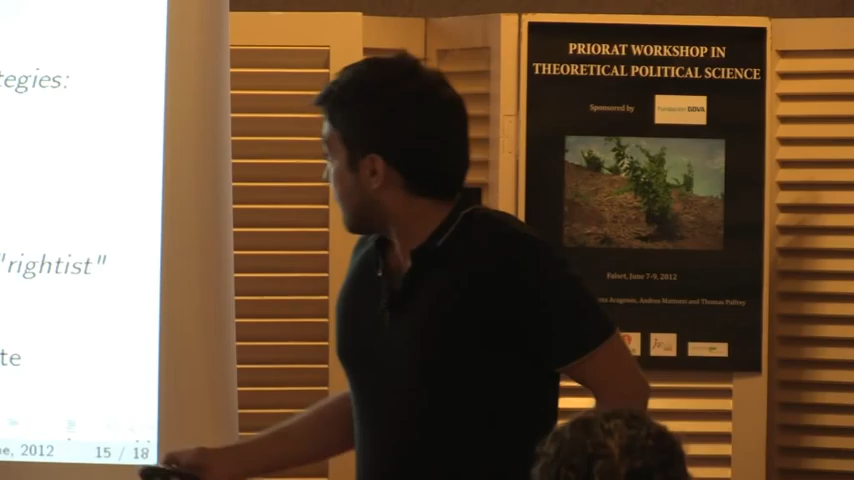 tegies:
"rightist"
te
ne, 2012
15 / 18
PRIORAT WORKSHOP IN
THEORETICAL POLITICAL SCIENCE
Sponsored by
Fundación BBVA
Falset, June 7-9, 2012
Aragones, Andrea Mattozzi and Thomas Palfrey